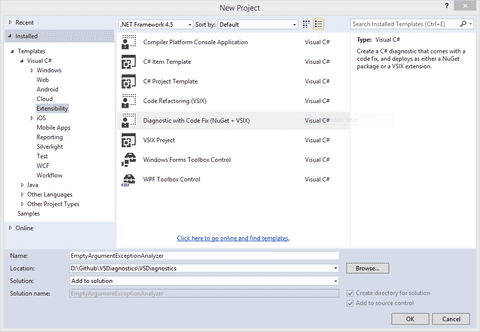 New Project
Recent
.NET Framework 4.5
Sort by: Default
Search Installed Templates (Ctrl+E)
Installed
Templates
Visual C#
Windows
Web
Android
Cloud
Extensibility
iOS
Mobile Apps
Reporting
Silverlight
Test
WCF
Workflow
Java
Other Languages
Other Project Types
Samples
Online
Compiler Platform Console Application Visual C#
C# Item Template Visual C#
C# Project Template Visual C#
Code Refactoring (VSIX) Visual C#
Diagnostic with Code Fix (NuGet + VSIX) Visual C#
VSIX Project Visual C#
Windows Forms Toolbox Control Visual C#
WPF Toolbox Control Visual C#
Click here to go online and find templates.
Type: Visual C#
Create a C# diagnostic that comes with
a code fix, and deploys as either a NuGet
package or a VSIX extension.
Name: EmptyArgumentExceptionAnalyzer
Location: D:\Github\VSDiagnostics\VSDiagnostics
Browse...
Solution: Add to solution
Solution name: EmptyArgumentExceptionAnalyzer
Create directory for solution
Add to source control
OK Cancel